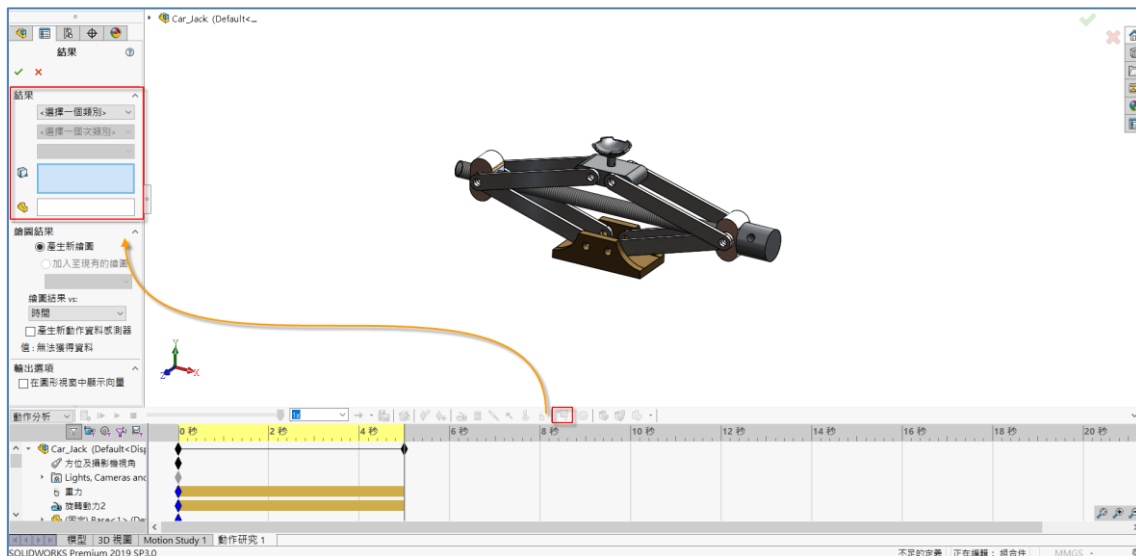 Car_Jack (Default<...
結果
結果
<選擇一個類別>
<選擇一個次類別>
繪圖結果
產生新繪圖
加入至現有的繪圖
繪圖結果 vs:
時間
產生新動作資料感測器
值：無法獲得資料
輸出選項
在圖形視窗中顯示向量
Y
Z X
動作分析
1x
0 秒 2 秒 4 秒 6 秒 8 秒 10 秒 12 秒 14 秒 16 秒 18 秒 20 秒
Car_Jack (Default<Disp
方位及攝影機視角
Lights, Cameras and
重力
旋轉動力2
(固定) Base<1> (De
模型 3D 視圖 Motion Study 1 動作研究 1
SOLIDWORKS Premium 2019 SP3.0 不足的定義 正在編輯：組合件 MMGS